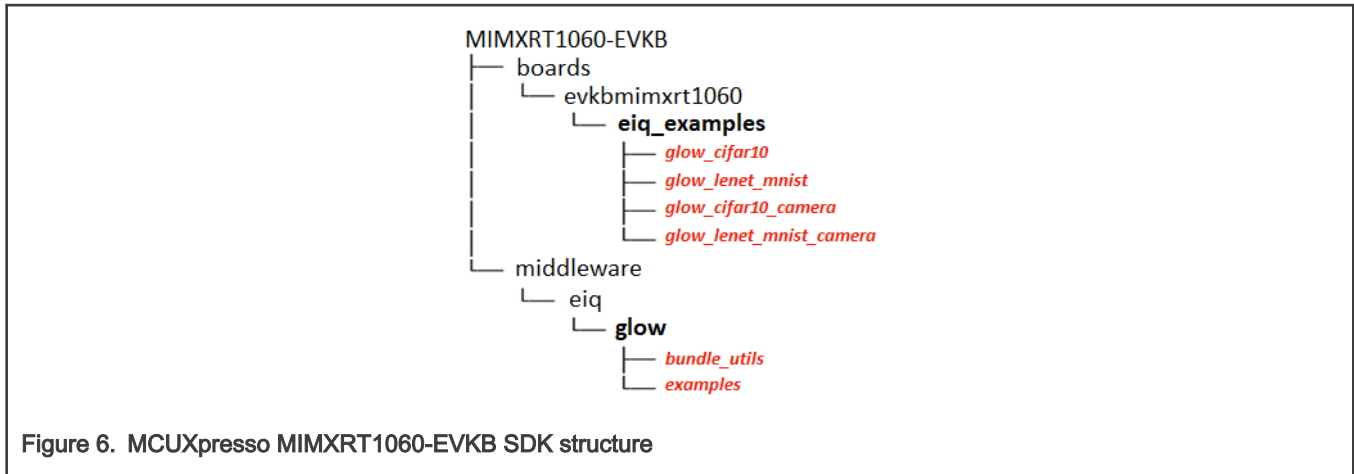 MIMXRT1060-EVKB
boards
evkbmimxrt1060
eiq_examples
glow_cifar10
glow_lenet_mnist
glow_cifar10_camera
glow_lenet_mnist_camera
middleware
eiq
glow
bundle_utils
examples
Figure 6. MCUXpresso MIMXRT1060-EVKB SDK structure